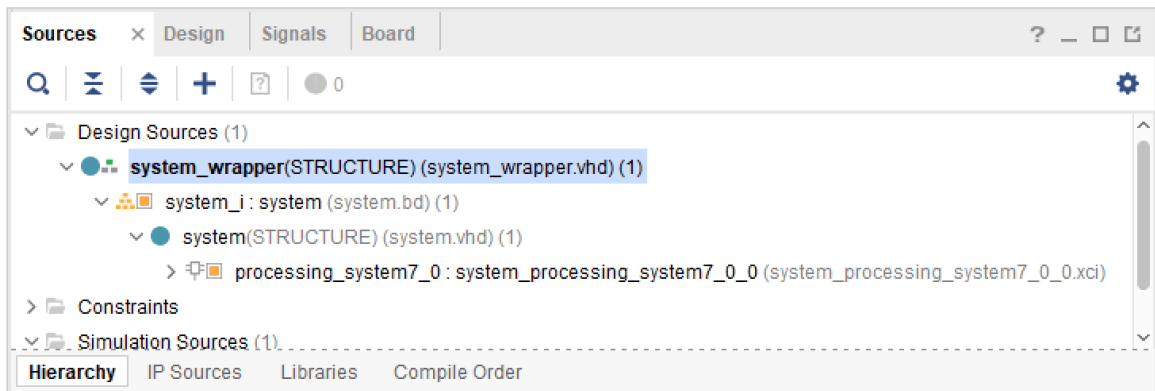 Sources × Design Signals Board ?
? 0
Design Sources (1)
system_wrapper(STRUCTURE) (system_wrapper.vhd) (1)
system_i : system (system.bd) (1)
system(STRUCTURE) (system.vhd) (1)
processing_system7_0 : system_processing_system7_0_0 (system_processing_system7_0_0.xci)
Constraints
Simulation Sources (1)
Hierarchy IP Sources Libraries Compile Order